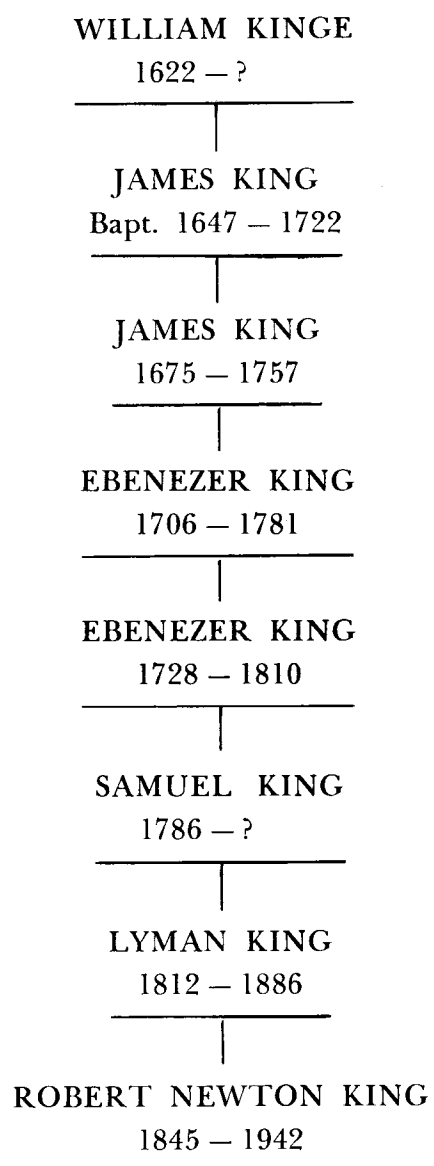 WILLIAM KINGE
1622 — ?
JAMES KING
Bapt. 1647 — 1722
JAMES KING
1675 — 1757
EBENEZER KING
1706 — 1781
EBENEZER KING
1728 — 1810
SAMUEL KING
1786 — ?
LYMAN KING
1812 — 1886
ROBERT NEWTON KING
1845 — 1942